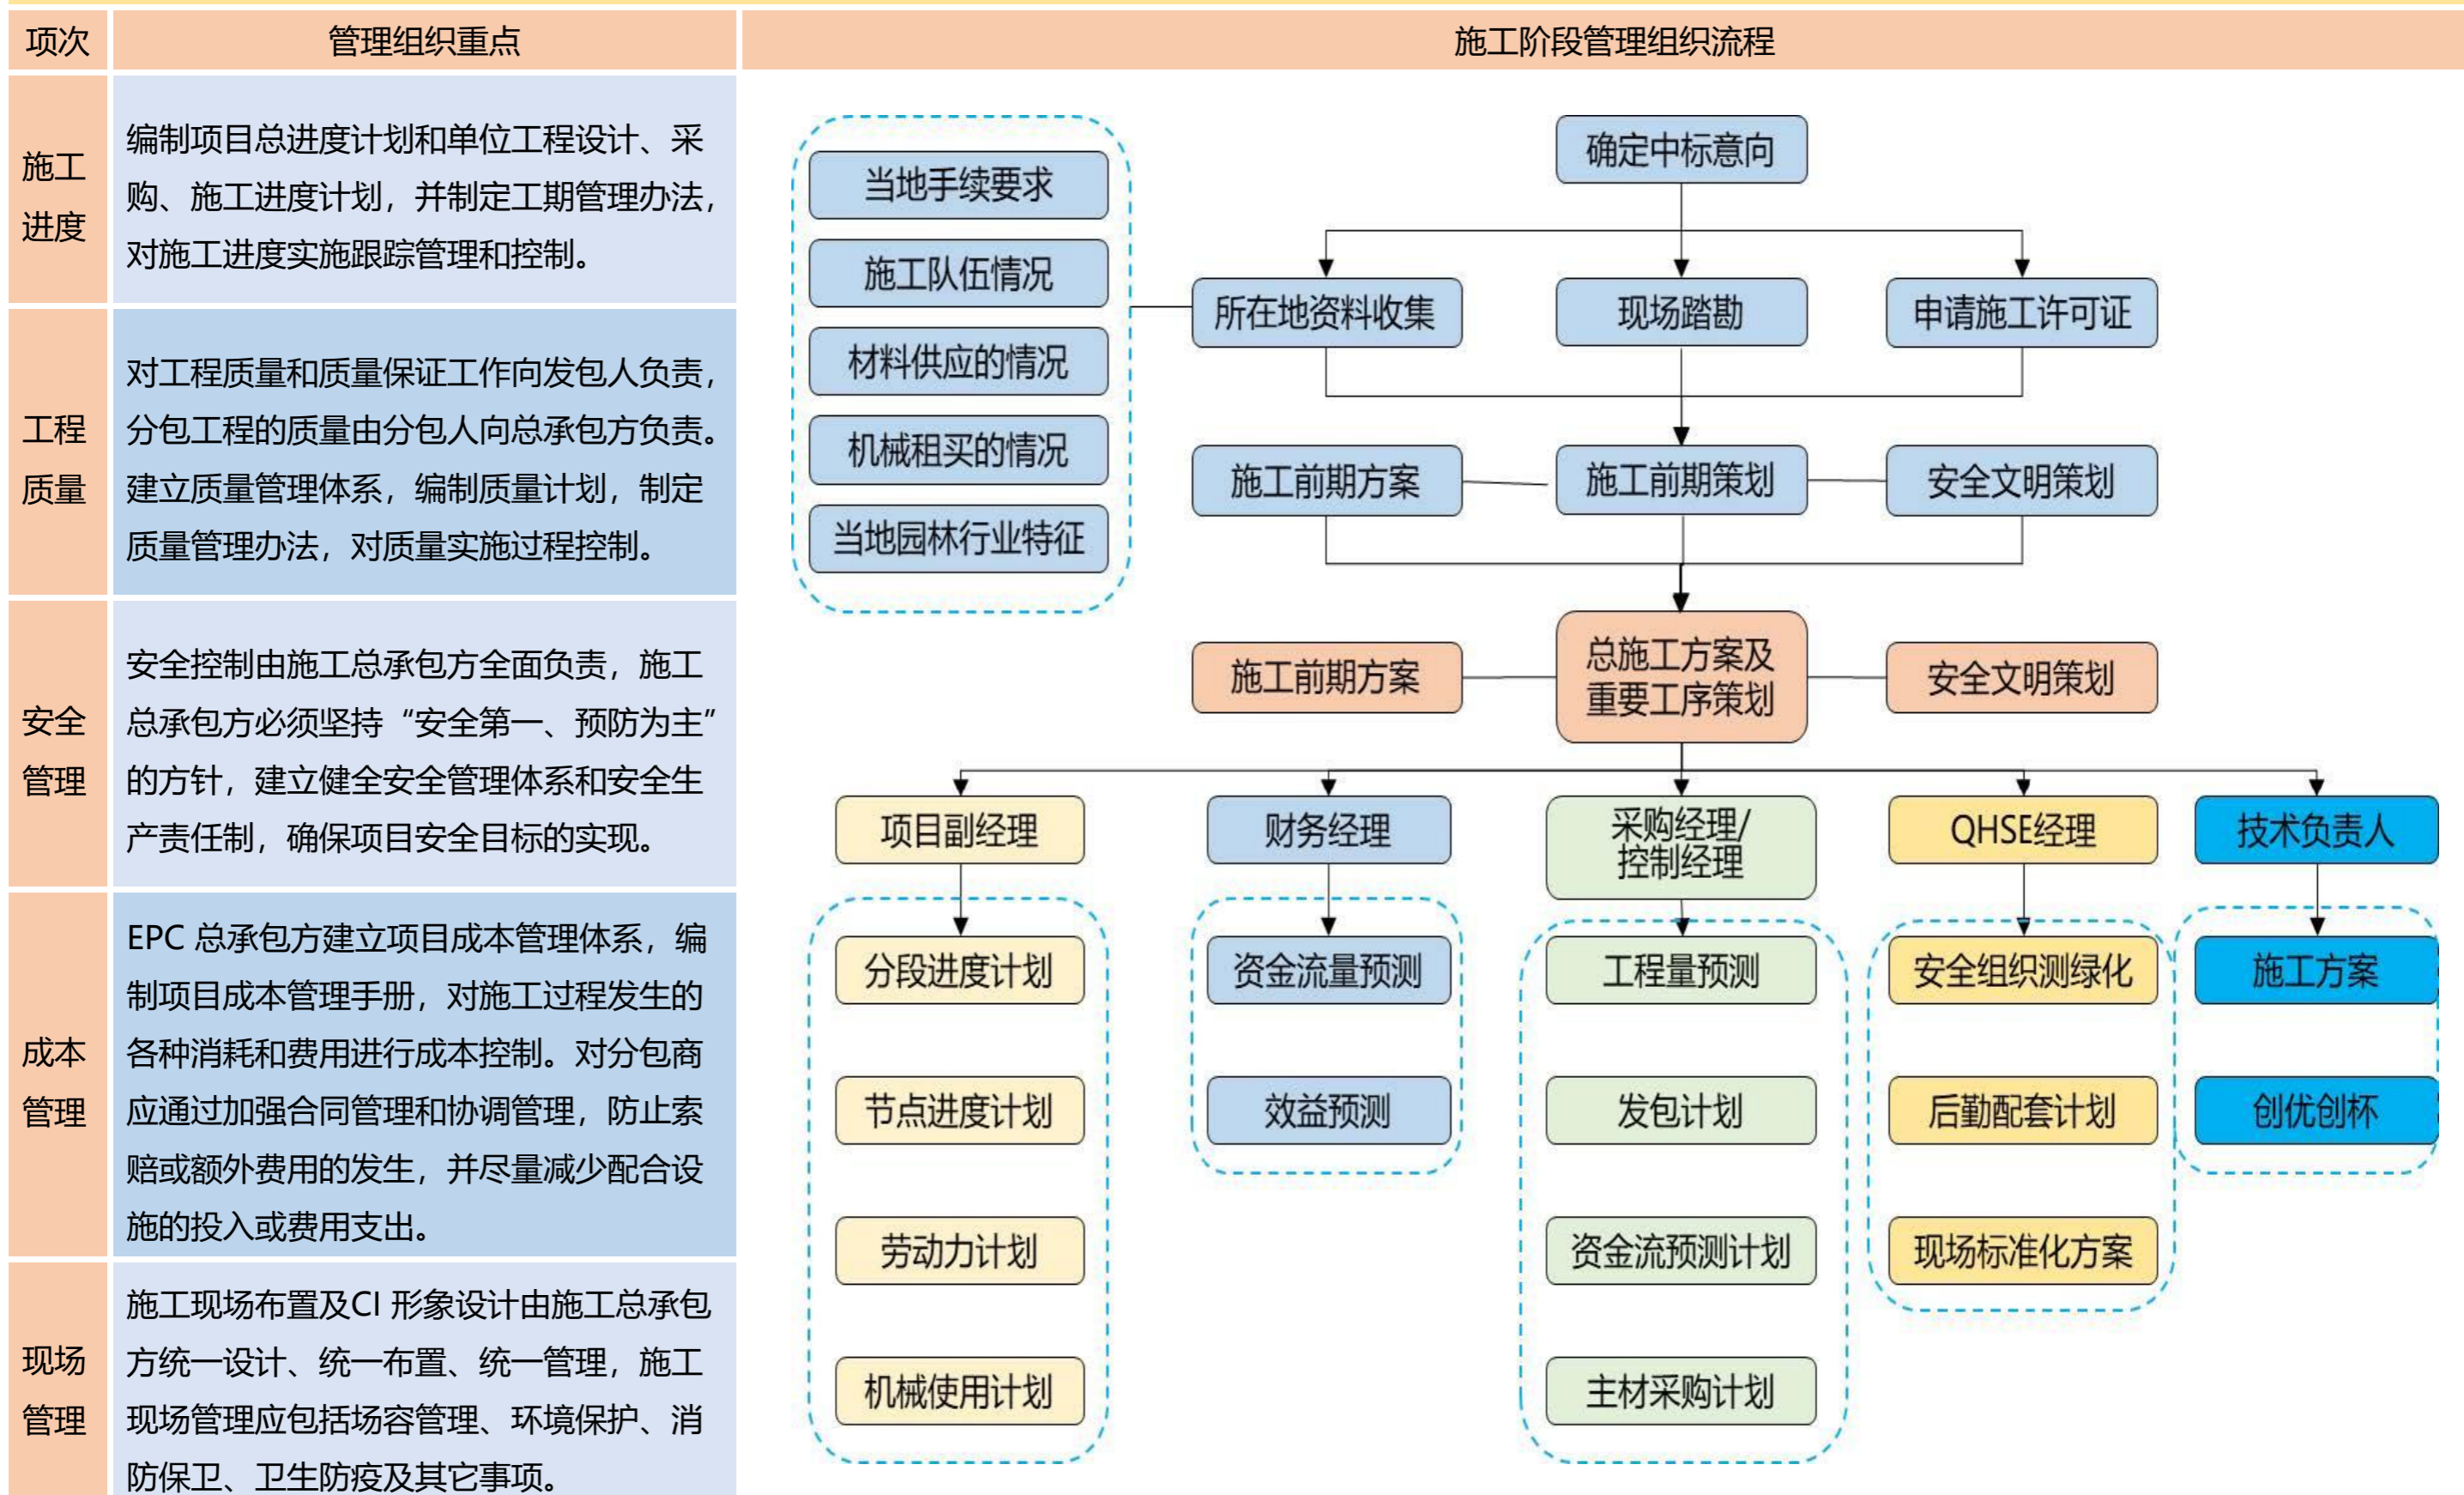 项次
管理组织重点
施工阶段管理组织流程
施工
进度
编制项目总进度计划和单位工程设计、采
购、施工进度计划，并制定工期管理办法，
对施工进度实施跟踪管理和控制。
工程
质量
对工程质量和质量保证工作向发包人负责，
分包工程的质量由分包人向总承包方负责。
建立质量管理体系，编制质量计划，制定
质量管理办法，对质量实施过程控制。
安全
管理
安全控制由施工总承包方全面负责，施工
总承包方必须坚持“安全第一、预防为主”
的方针，建立健全安全管理体系和安全生
产责任制，确保项目安全目标的实现。
成本
管理
EPC 总承包方建立项目成本管理体系，编
制项目成本管理手册，对施工过程发生的
各种消耗和费用进行成本控制。对分包商
应通过加强合同管理和协调管理，防止索
赔或额外费用的发生，并尽量减少配合设
施的投入或费用支出。
现场
管理
施工现场布置及CI 形象设计由施工总承包
方统一设计、统一布置、统一管理，施工
现场管理应包括场容管理、环境保护、消
防保卫、卫生防疫及其它事项。
确定中标意向
当地手续要求
施工队伍情况
材料供应的情况
机械租买的情况
当地园林行业特征
所在地资料收集
现场踏勘
申请施工许可证
施工前期方案
施工前期策划
安全文明策划
施工前期方案
总施工方案及
重要工序策划
安全文明策划
项目副经理
财务经理
采购经理/
控制经理
QHSE经理
技术负责人
分段进度计划
资金流量预测
工程量预测
安全组织测绿化
施工方案
节点进度计划
效益预测
发包计划
后勤配套计划
创优创杯
劳动力计划
资金流预测计划
现场标准化方案
机械使用计划
主材采购计划